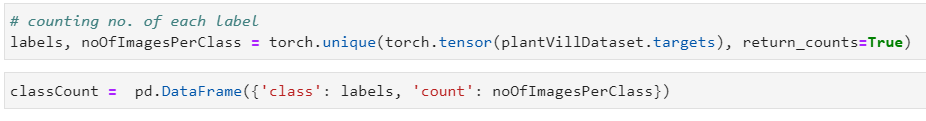 # counting no. of each label
labels, noOfImagesPerClass = torch.unique(torch.tensor(plantVillDataset.targets), return_counts=True)
classCount =  pd.DataFrame({'class': labels, 'count': noOfImagesPerClass})